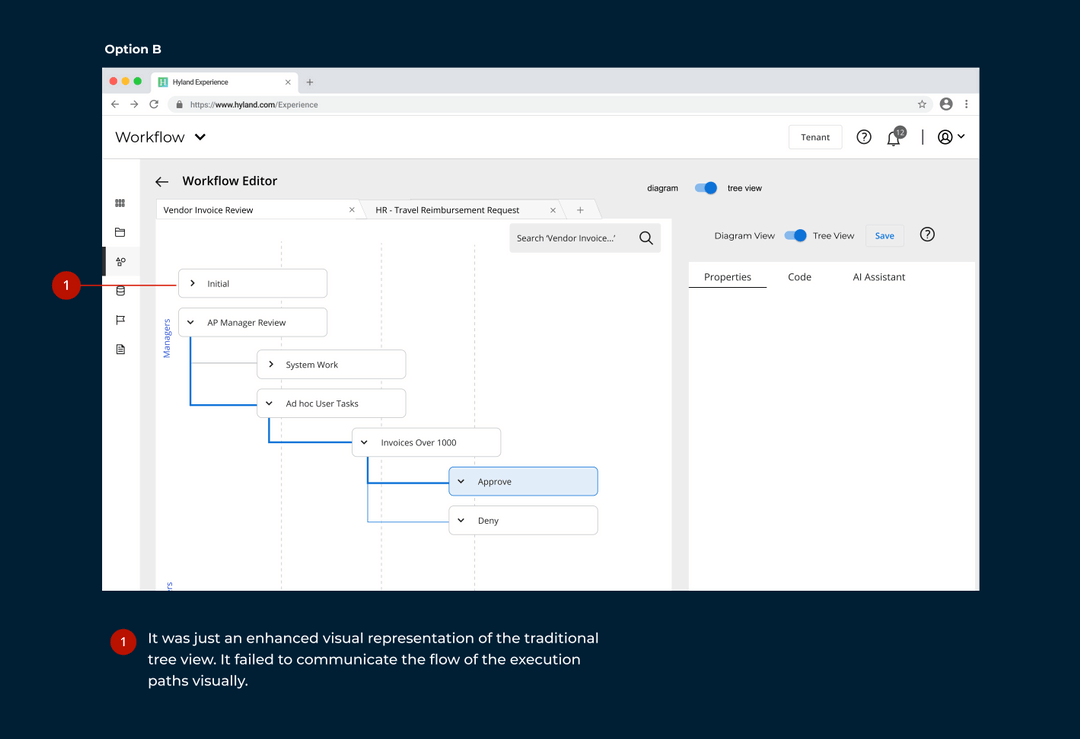 Option B
Hyland Experience
https://www.hyland.com/Experience
Workflow
Tenant
12
Workflow Editor
diagram
tree view
Vendor Invoice Review
HR - Travel Reimbursement Request
Search ‘Vendor Invoice...’
Diagram View
Tree View
Save
Properties
Code
AI Assistant
1
Initial
Managers
AP Manager Review
System Work
Ad hoc User Tasks
Invoices Over 1000
Approve
Deny
rs
1
It was just an enhanced visual representation of the traditional
tree view. It failed to communicate the flow of the execution
paths visually.